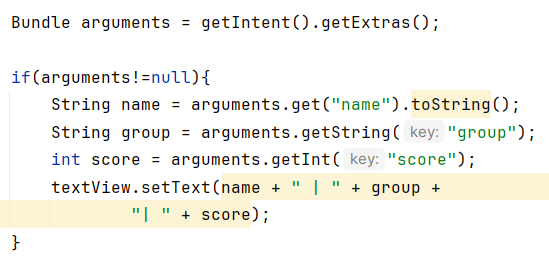 Bundle arguments = getIntent().getExtras();
if(arguments!=null){
String name = arguments.get("name").toString();
String group = arguments.getString( key: "group");
int score = arguments.getInt( key: "score");
textView.setText(name + " | " + group +
"| " + score);
}